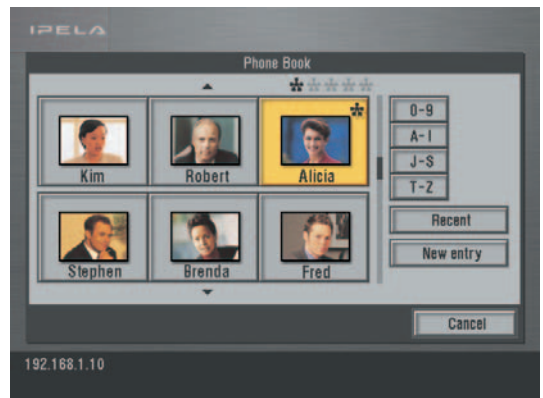 IPELA
Phone Book
Kim
Robert
Alicia
Stephen
Brenda
Fred
0-9
A-I
J-S
T-Z
Recent
New entry
Cancel
192.168.1.10